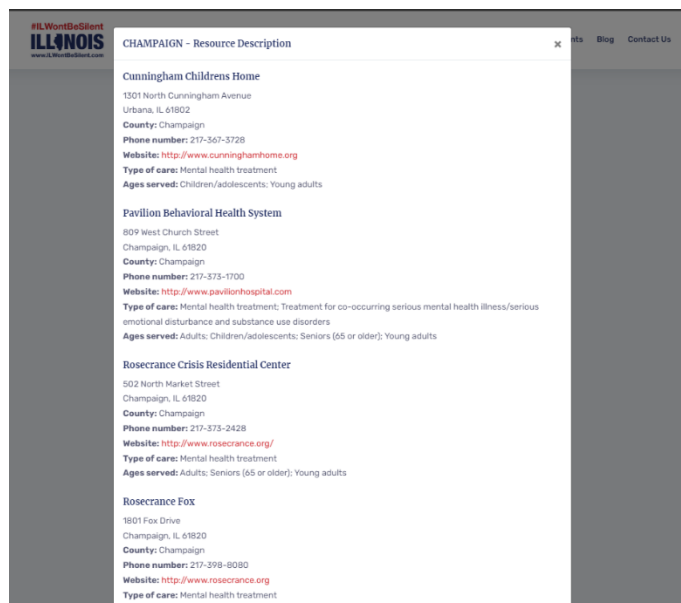 #ILWontBeSilent
ILLINOIS
www.ILWontBeSilent.com
nts Blog Contact Us
CHAMPAIGN - Resource Description ×
Cunningham Childrens Home
1301 North Cunningham Avenue
Urbana, IL 61802
County: Champaign
Phone number: 217-367-3728
Website: http://www.cunninghamhome.org
Type of care: Mental health treatment
Ages served: Children/adolescents; Young adults
Pavilion Behavioral Health System
809 West Church Street
Champaign, IL 61820
County: Champaign
Phone number: 217-373-1700
Website: http://www.pavilionhospital.com
Type of care: Mental health treatment; Treatment for co-occurring serious mental health illness/serious
emotional disturbance and substance use disorders
Ages served: Adults; Children/adolescents; Seniors (65 or older); Young adults
Rosecrance Crisis Residential Center
502 North Market Street
Champaign, IL 61820
County: Champaign
Phone number: 217-373-2428
Website: http://www.rosecrance.org/
Type of care: Mental health treatment
Ages served: Adults; Seniors (65 or older); Young adults
Rosecrance Fox
1801 Fox Drive
Champaign, IL 61820
County: Champaign
Phone number: 217-398-8080
Website: http://www.rosecrance.org
Type of care: Mental health treatment